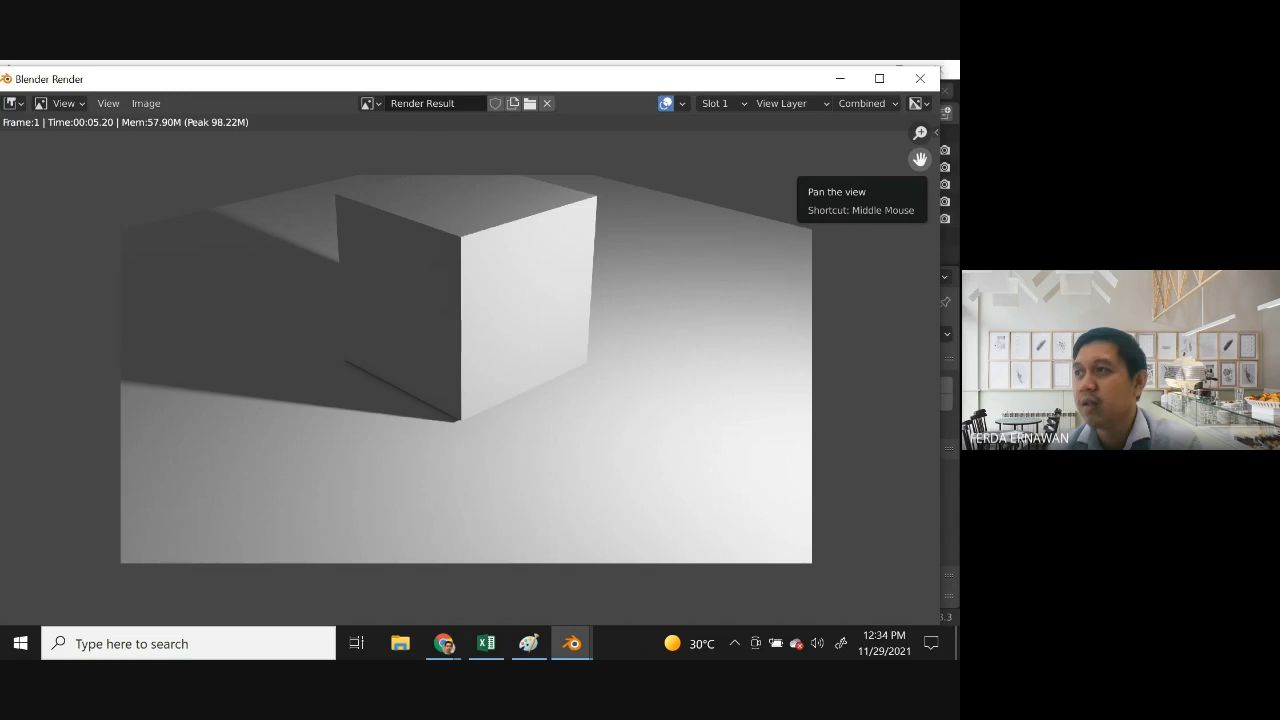 Blender Render
View View Image Render Result Slot 1 View Layer Combined
Frame:1 | Time:00:05.20 | Mem:57.90M (Peak 98.22M)
Pan the view
Shortcut: Middle Mouse
ERDA ERNAWAN
Type here to search
30°C
12:34 PM
11/29/2021